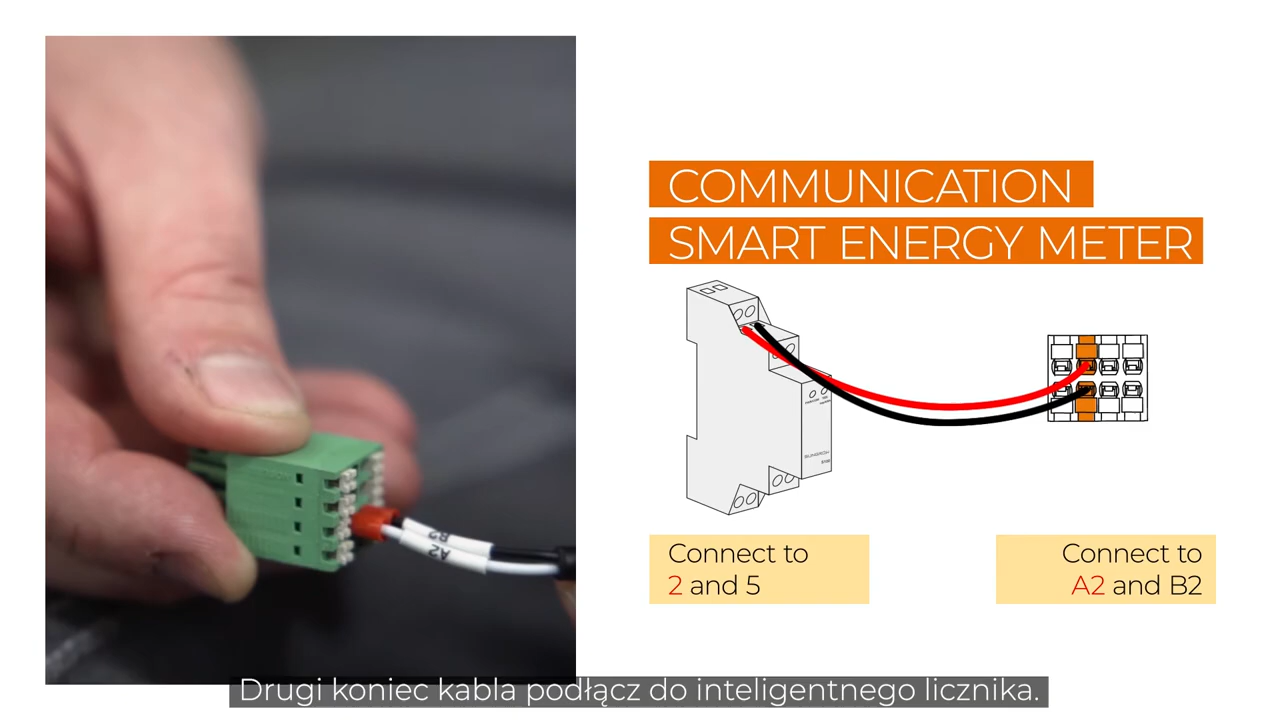 COMMUNICATION
SMART ENERGY METER
SUNGROW
Connect to
2 and 5
Connect to
A2 and B2
B2
A2
Drugi koniec kabla podłącz do inteligentnego licznika.